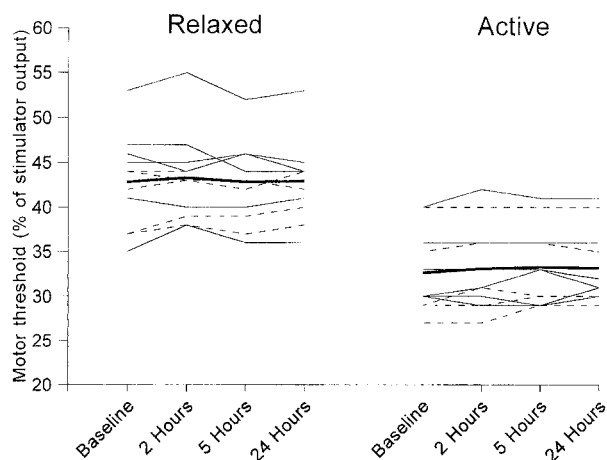 Relaxed
Active
Motor threshold (% of stimulator output)
60
55
50
45
40
35
30
25
20
Baseline
2 Hours
5 Hours
24 Hours
Baseline
2 Hours
5 Hours
24 Hours